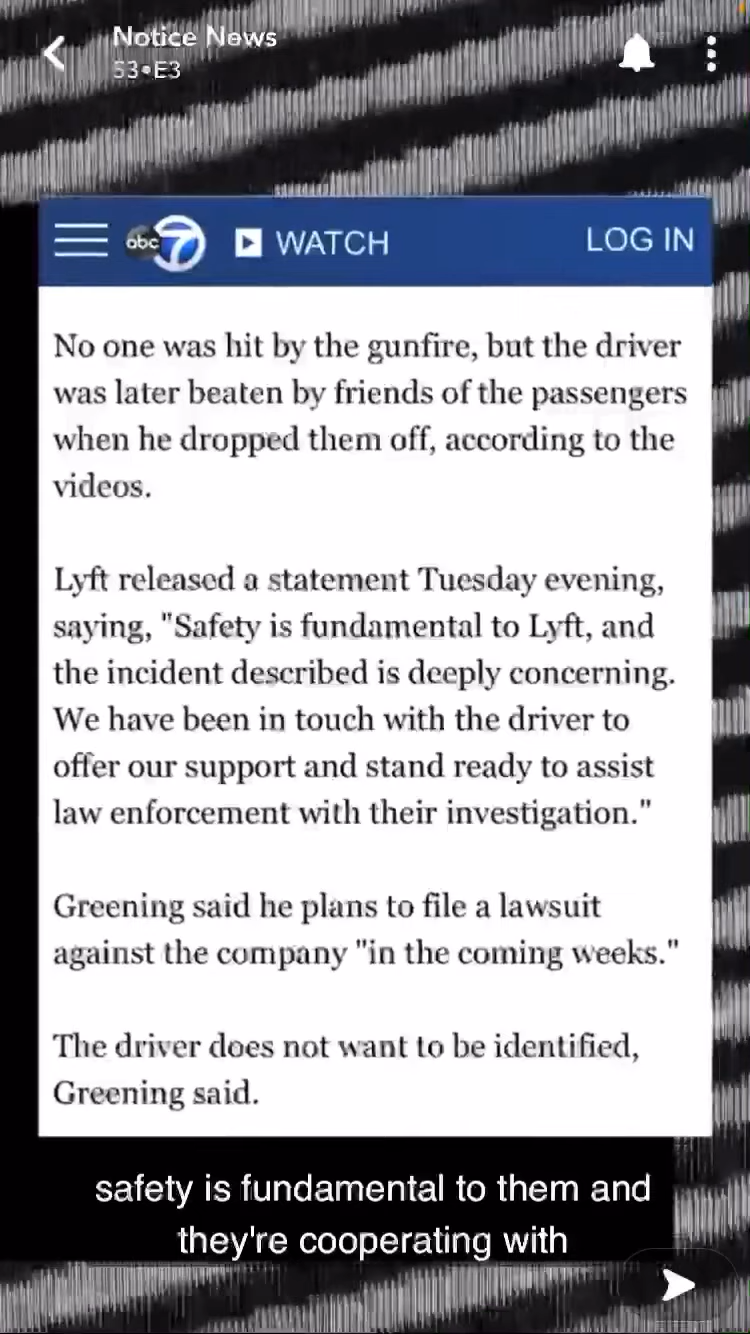 Notice News
S3•E3
abc 7 WATCH LOG IN
No one was hit by the gunfire, but the driver
was later beaten by friends of the passengers
when he dropped them off, according to the
videos.
Lyft released a statement Tuesday evening,
saying, "Safety is fundamental to Lyft, and
the incident described is deeply concerning.
We have been in touch with the driver to
offer our support and stand ready to assist
law enforcement with their investigation."
Greening said he plans to file a lawsuit
against the company "in the coming weeks."
The driver does not want to be identified,
Greening said.
safety is fundamental to them and
they're cooperating with